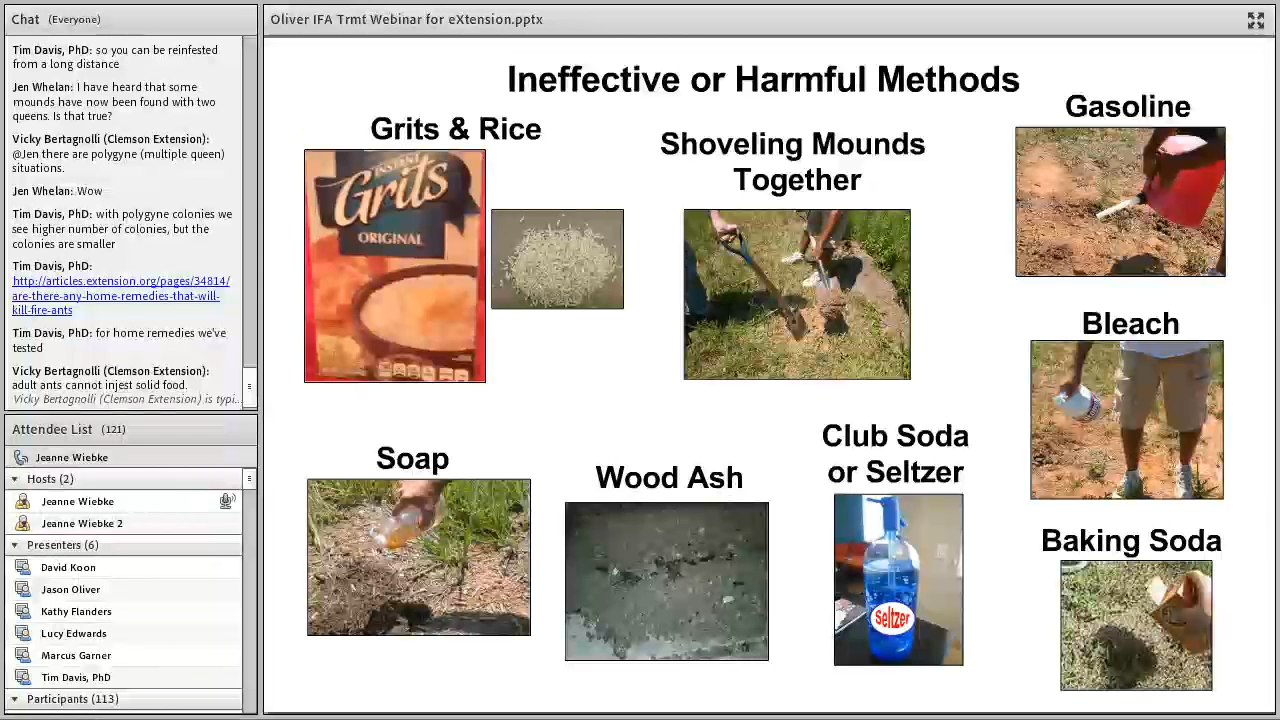 Chat (Everyone)
Tim Davis, PhD: so you can be reinfested
from a long distance
Jen Whelan: I have heard that some
mounds have now been found with two
queens. Is that true?
Vicky Bertagnolli (Clemson Extension):
@Jen there are polygyne (multiple queen)
situations.
Jen Whelan: Wow
Tim Davis, PhD: with polygyne colonies we
see higher number of colonies, but the
colonies are smaller
Tim Davis, PhD:
http://articles.extension.org/pages/34814/
are-there-any-home-remedies-that-will-
kill-fire-ants
Tim Davis, PhD: for home remedies we've
tested
Vicky Bertagnolli (Clemson Extension):
adult ants cannot injest solid food.
Vicky Bertagnolli (Clemson Extension) is typi...
Attendee List (121)
Jeanne Wiebke
Hosts (2)
Jeanne Wiebke
Jeanne Wiebke 2
Presenters (6)
David Koon
Jason Oliver
Kathy Flanders
Lucy Edwards
Marcus Garner
Tim Davis, PhD
Participants (113)
Oliver IFA Trmt Webinar for eXtension.pptx
Ineffective or Harmful Methods
Grits & Rice
INSTANT
Grits
ORIGINAL
Shoveling Mounds
Together
Gasoline
Bleach
Soap
Wood Ash
Club Soda
or Seltzer
Seltzer
Baking Soda